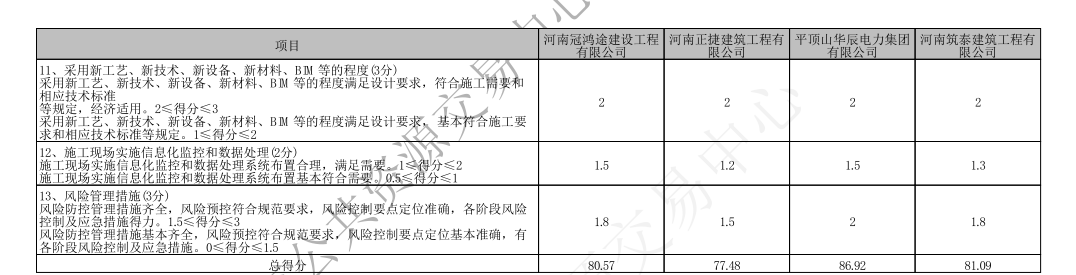 项目
河南冠鸿途建设工程有限公司
河南正捷建筑工程有限公司
平顶山华辰电力集团有限公司
河南筑泰建筑工程有限公司
11、采用新工艺、新技术、新设备、新材料、BIM 等的程度(3分)
采用新工艺、新技术、新设备、新材料、BIM 等的程度满足设计要求，符合施工需要和
相应技术标准
等规定，经济适用。2≤得分≤3
采用新工艺、新技术、新设备、新材料、BIM 等的程度满足设计要求，基本符合施工要
求和相应技术标准等规定。1≤得分≤2
2
2
2
2
12、施工现场实施信息化监控和数据处理(2分)
施工现场实施信息化监控和数据处理系统布置合理，满足需要。1≤得分≤2
施工现场实施信息化监控和数据处理系统布置基本符合需要。0.5≤得分≤1
1.5
1.2
1.5
1.3
13、风险管理措施(3分)
风险防控管理措施齐全，风险预控符合规范要求，风险控制要点定位准确，各阶段风险
控制及应急措施得力。1.5≤得分≤3
风险防控管理措施基本齐全，风险预控符合规范要求，风险控制要点定位基本准确，有
各阶段风险控制及应急措施。0≤得分≤1.5
1.8
1.5
2
1.8
总得分
80.57
77.48
86.92
81.09
公共资源交易中心
交易中心